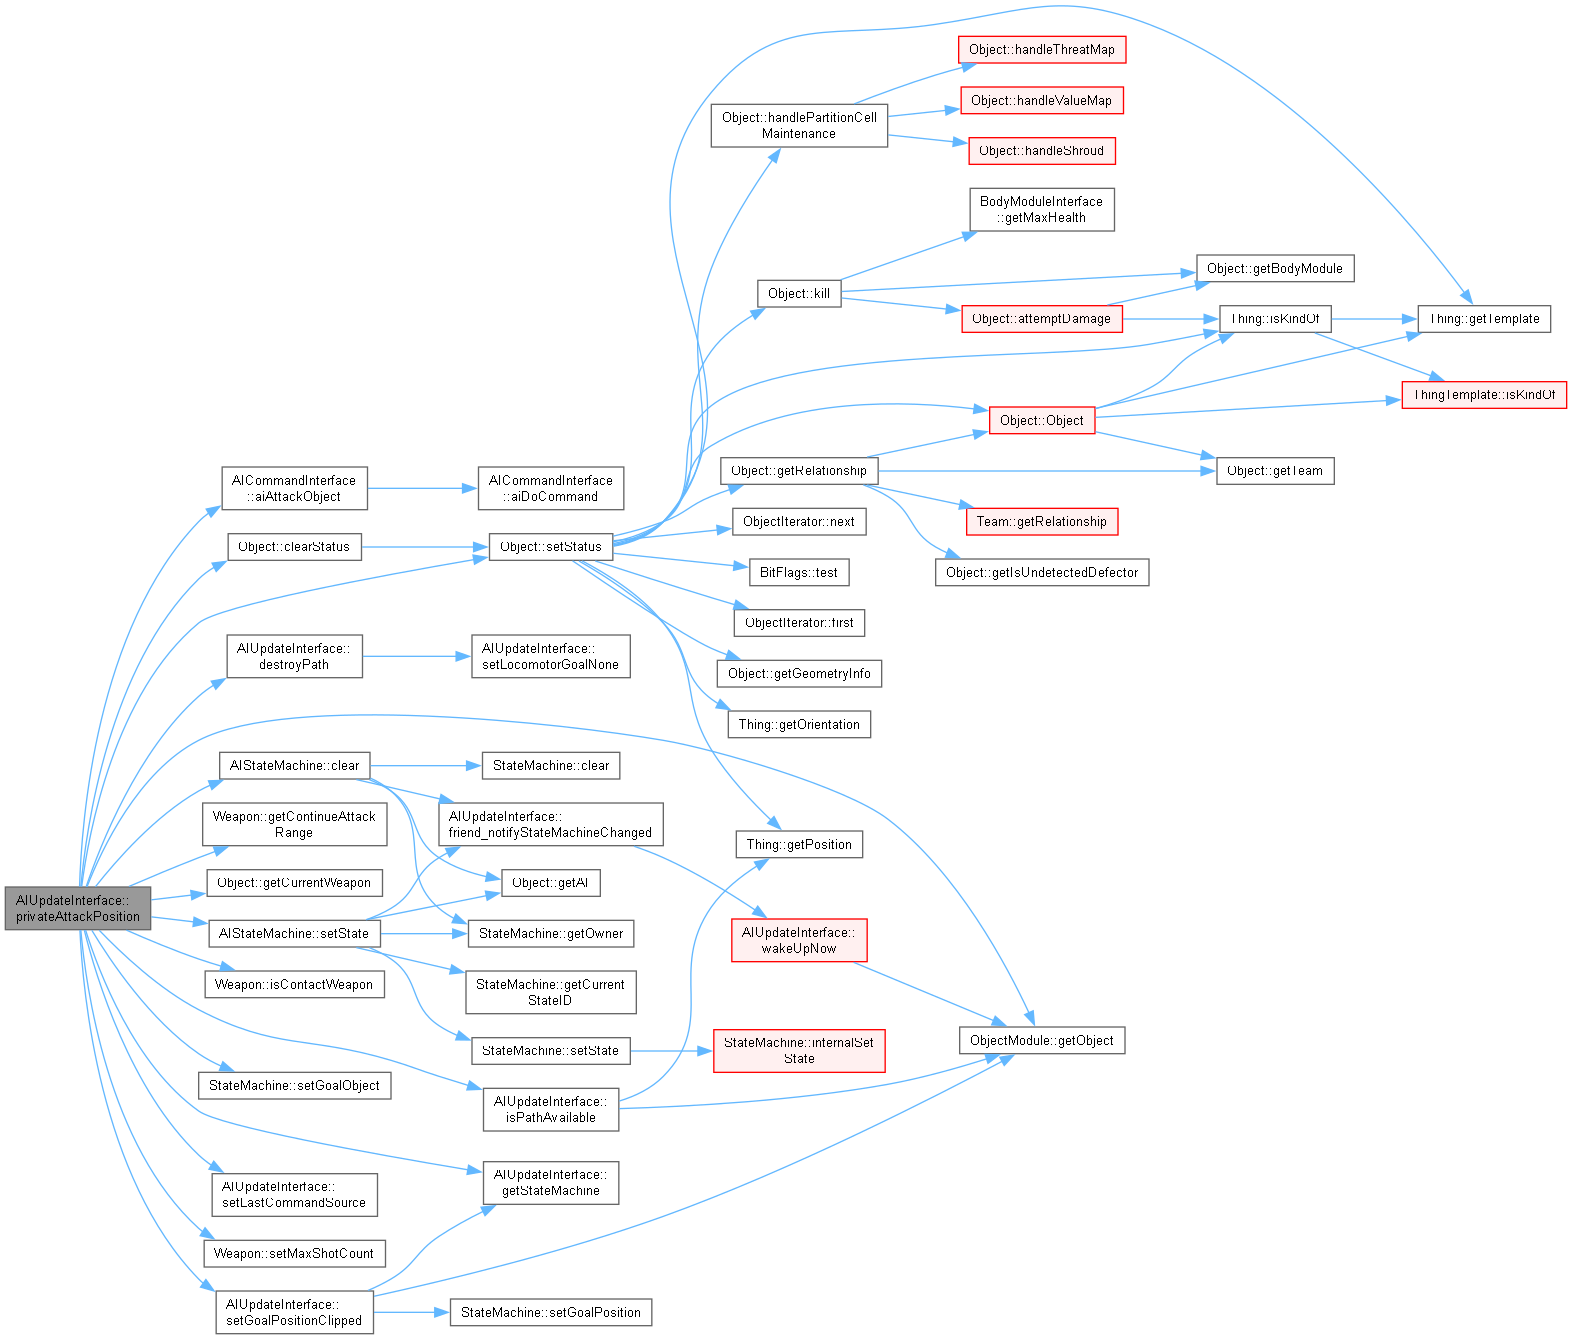 Object::handleThreatMap
Object::handleValueMap
Object::handlePartitionCell
Maintenance
Object::handleShroud
BodyModuleInterface
::getMaxHealth
Object::getBodyModule
Object::kill
Object::attemptDamage
Thing::isKindOf
Thing::getTemplate
ThingTemplate::isKindOf
Object::Object
Object::getRelationship
Object::getTeam
AICommandInterface
::aiAttackObject
AICommandInterface
::aiDoCommand
ObjectIterator::next
Team::getRelationship
Object::clearStatus
Object::setStatus
BitFlags::test
Object::getIsUndetectedDefector
ObjectIterator::first
AIUpdateInterface::
destroyPath
AIUpdateInterface::
setLocomotorGoalNone
Object::getGeometryInfo
Thing::getOrientation
AIStateMachine::clear
StateMachine::clear
Weapon::getContinueAttack
Range
AIUpdateInterface::
friend_notifyStateMachineChanged
Thing::getPosition
Object::getCurrentWeapon
Object::getAI
AIUpdateInterface::
privateAttackPosition
AIStateMachine::setState
StateMachine::getOwner
AIUpdateInterface::
wakeUpNow
Weapon::isContactWeapon
StateMachine::getCurrent
StateID
ObjectModule::getObject
StateMachine::setState
StateMachine::internalSet
State
StateMachine::setGoalObject
AIUpdateInterface::
isPathAvailable
AIUpdateInterface::
setLastCommandSource
AIUpdateInterface::
getStateMachine
Weapon::setMaxShotCount
AIUpdateInterface::
setGoalPositionClipped
StateMachine::setGoalPosition